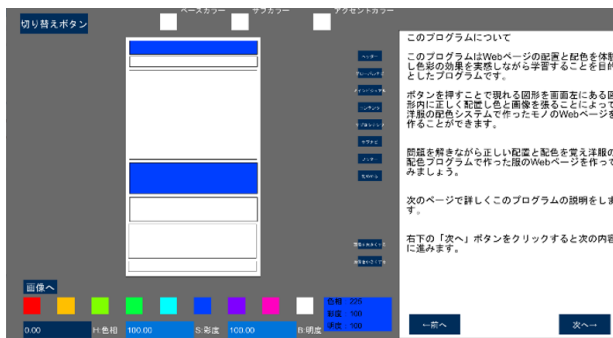 切り替えボタン
ベースカラー
サブカラー
アクセントカラー
このプログラムについて
このプログラムはWebページの配置と配色を体験
し色彩の効果を実感しながら学習することを目的
としたプログラムです。
ボタンを押すことで現れる図形を画面左にある図
形内に正しく配置し色と画像を張ることによって
洋服の配色システムで作ったモノのWebページを
作ることができます。
問題を解きながら正しい配置と配色を覚え洋服の
配色プログラムで作った服のWebページを作って
みましょう。
次のページで詳しくこのプログラムの説明をしま
す。
右下の「次へ」ボタンをクリックすると次の内容
に進みます。
画像へ
色相：225
彩度：100
明度：100
0.00
H:色相
100.00
S:彩度
100.00
B:明度
←前へ
次へ→